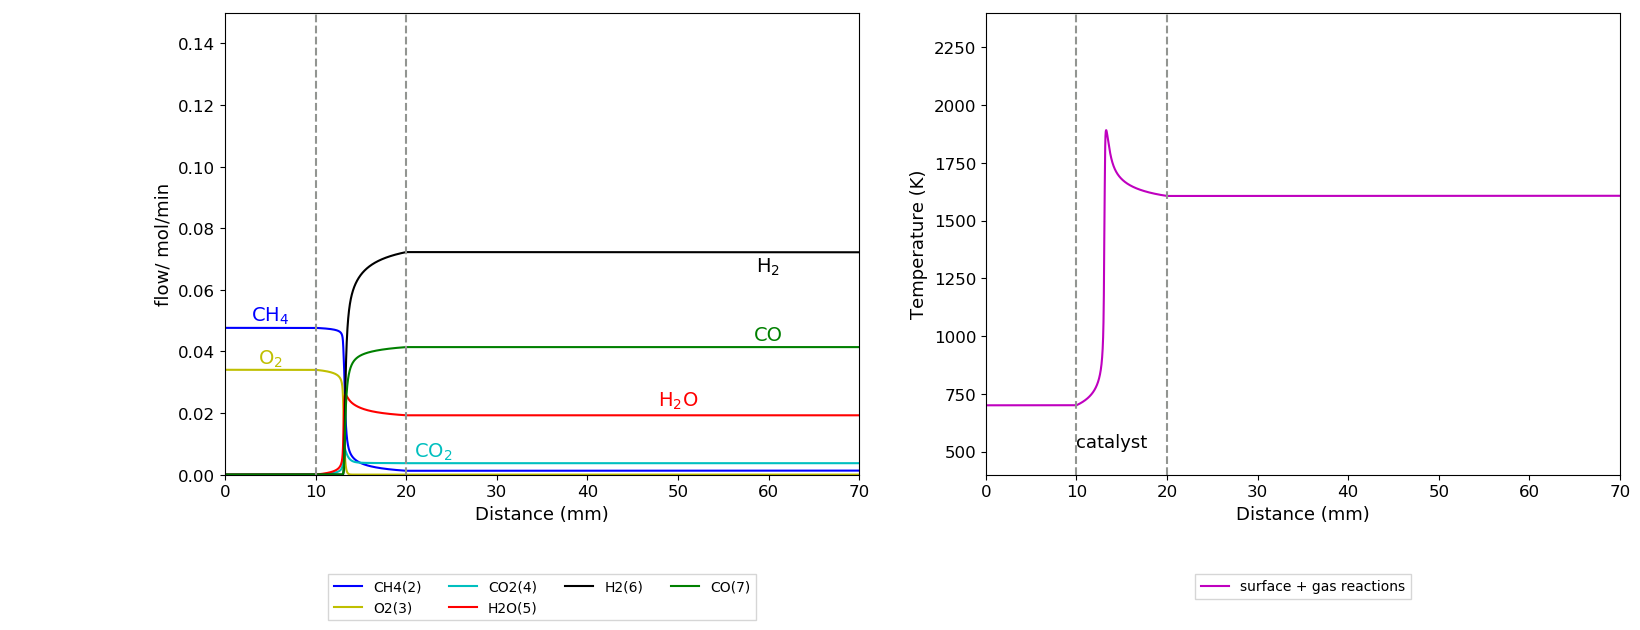 0.14
0.12
0.10
0.08
0.06
0.04
0.02
0.00
flow/ mol/min
CH4
O2
H2
CO
H2O
CO2
0 10 20 30 40 50 60 70
Distance (mm)
CH4(2) CO2(4) H2(6) CO(7)
O2(3) H2O(5)
2250
2000
1750
1500
1250
1000
750
500
Temperature (K)
catalyst
0 10 20 30 40 50 60 70
Distance (mm)
surface + gas reactions